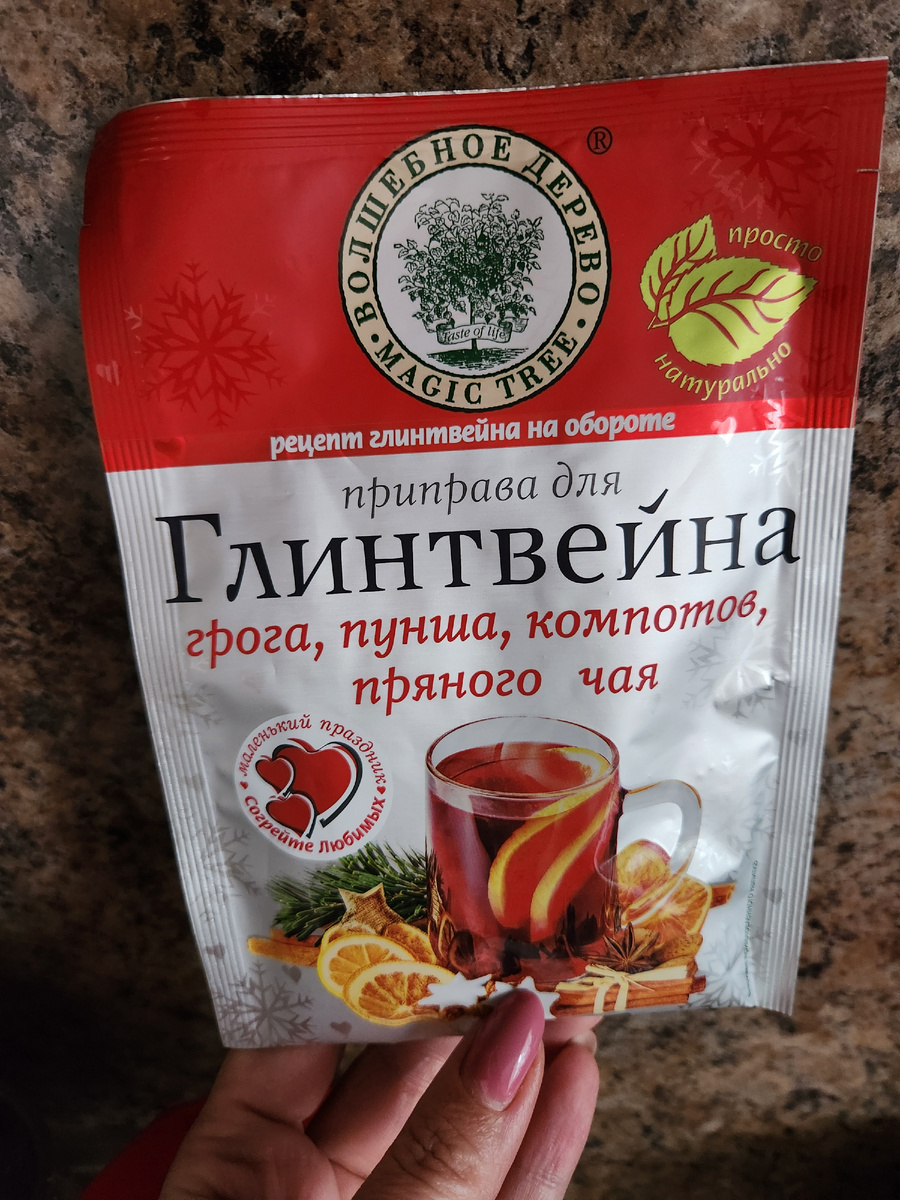 ВОЛШЕБНОЕ ДЕРЕВО
®
Taste of life
• MAGIC TREE •
просто
натурально
рецепт глинтвейна на обороте
приправа для
Глинтвейна
грога, пунша, компотов,
пряного чая
маленький праздник
Согрейте Любимых